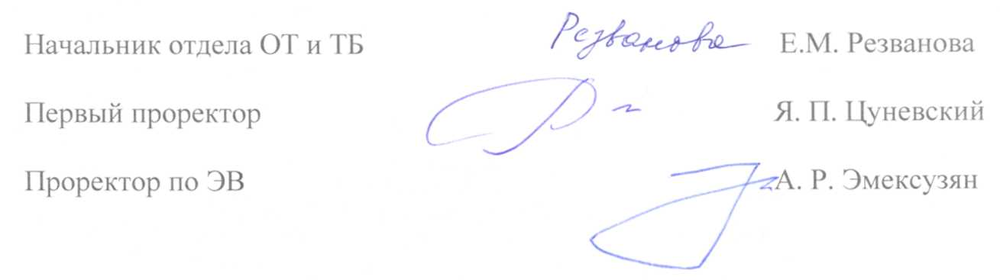 Начальник отдела ОТ и ТБ Резванова Е.М. Резванова
Первый проректор Я. П. Цуневский
Проректор по ЭВ А. Р. Эмексузян